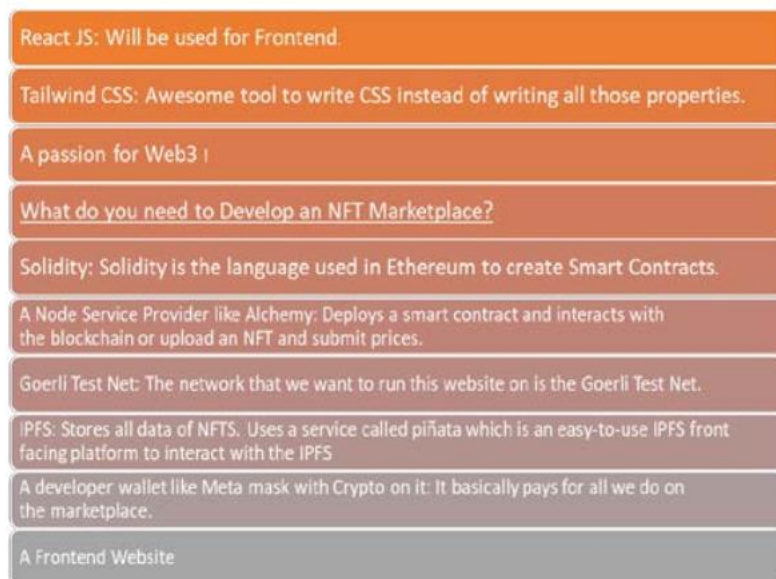 React JS: Will be used for Frontend.
Tailwind CSS: Awesome tool to write CSS instead of writing all those properties.
A passion for Web3 !
What do you need to Develop an NFT Marketplace?
Solidity: Solidity is the language used in Ethereum to create Smart Contracts.
A Node Service Provider like Alchemy: Deploys a smart contract and interacts with
the blockchain or upload an NFT and submit prices.
Goerli Test Net: The network that we want to run this website on is the Goerli Test Net.
IPFS: Stores all data of NFTS. Uses a service called piñata which is an easy-to-use IPFS front
facing platform to interact with the IPFS
A developer wallet like Meta mask with Crypto on it: It basically pays for all we do on
the marketplace.
A Frontend Website